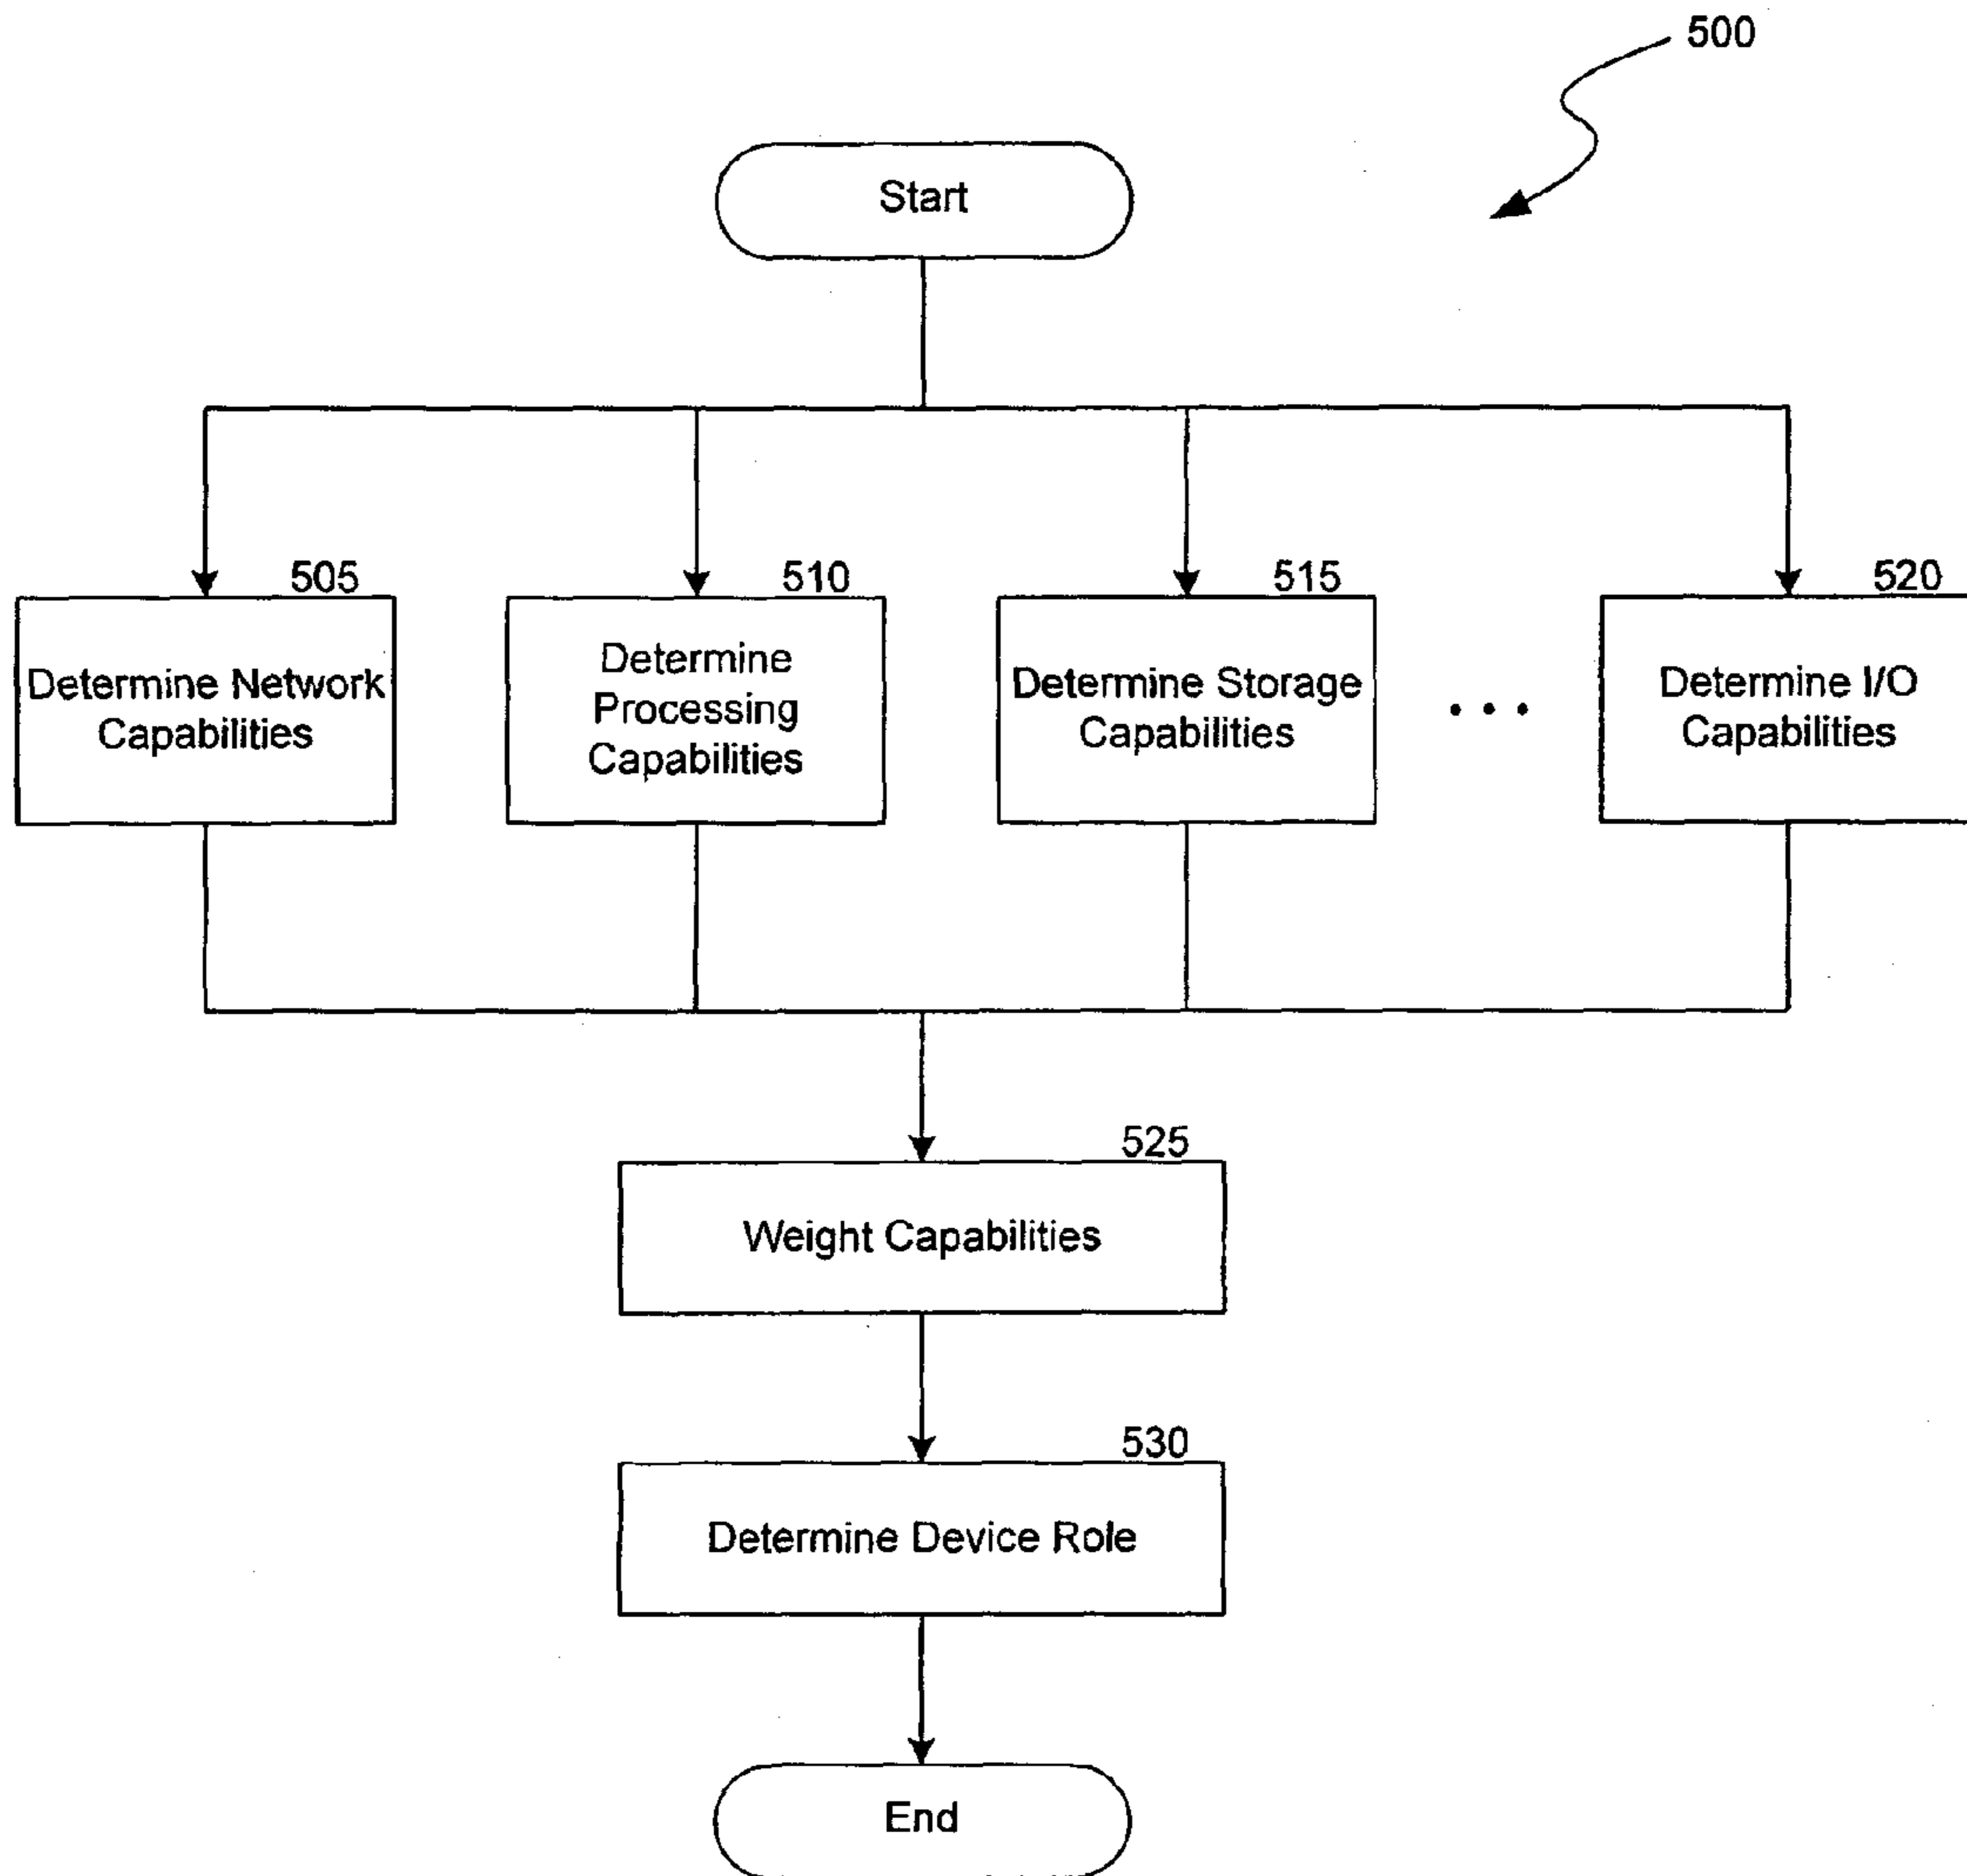 500
Start
505
510
515
520
Determine Network
Capabilities
Determine
Processing
Capabilities
Determine Storage
Capabilities
• • •
Determine I/O
Capabilities
525
Weight Capabilities
530
Determine Device Role
End